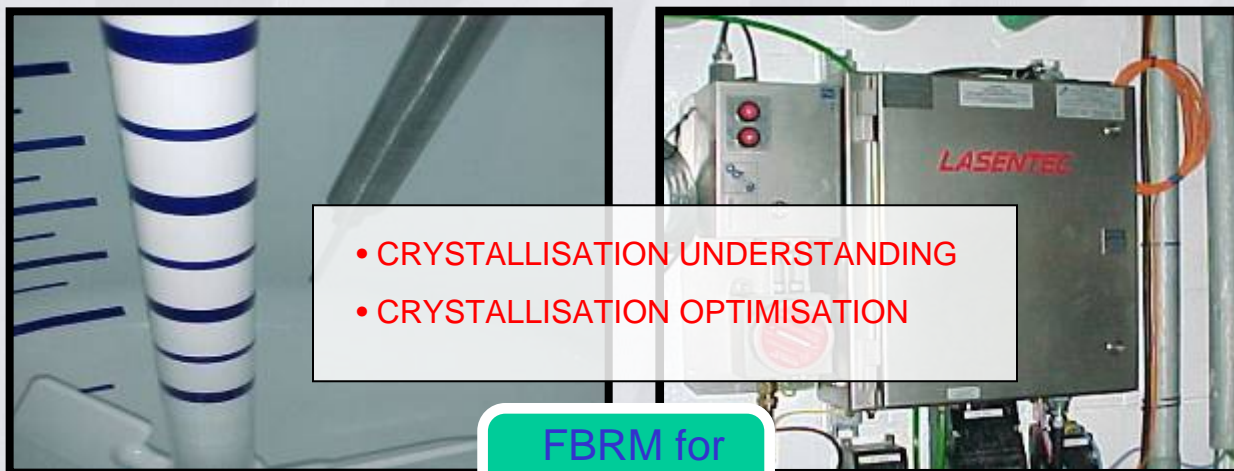 LASENTEC
• CRYSTALLISATION UNDERSTANDING
• CRYSTALLISATION OPTIMISATION
FBRM for